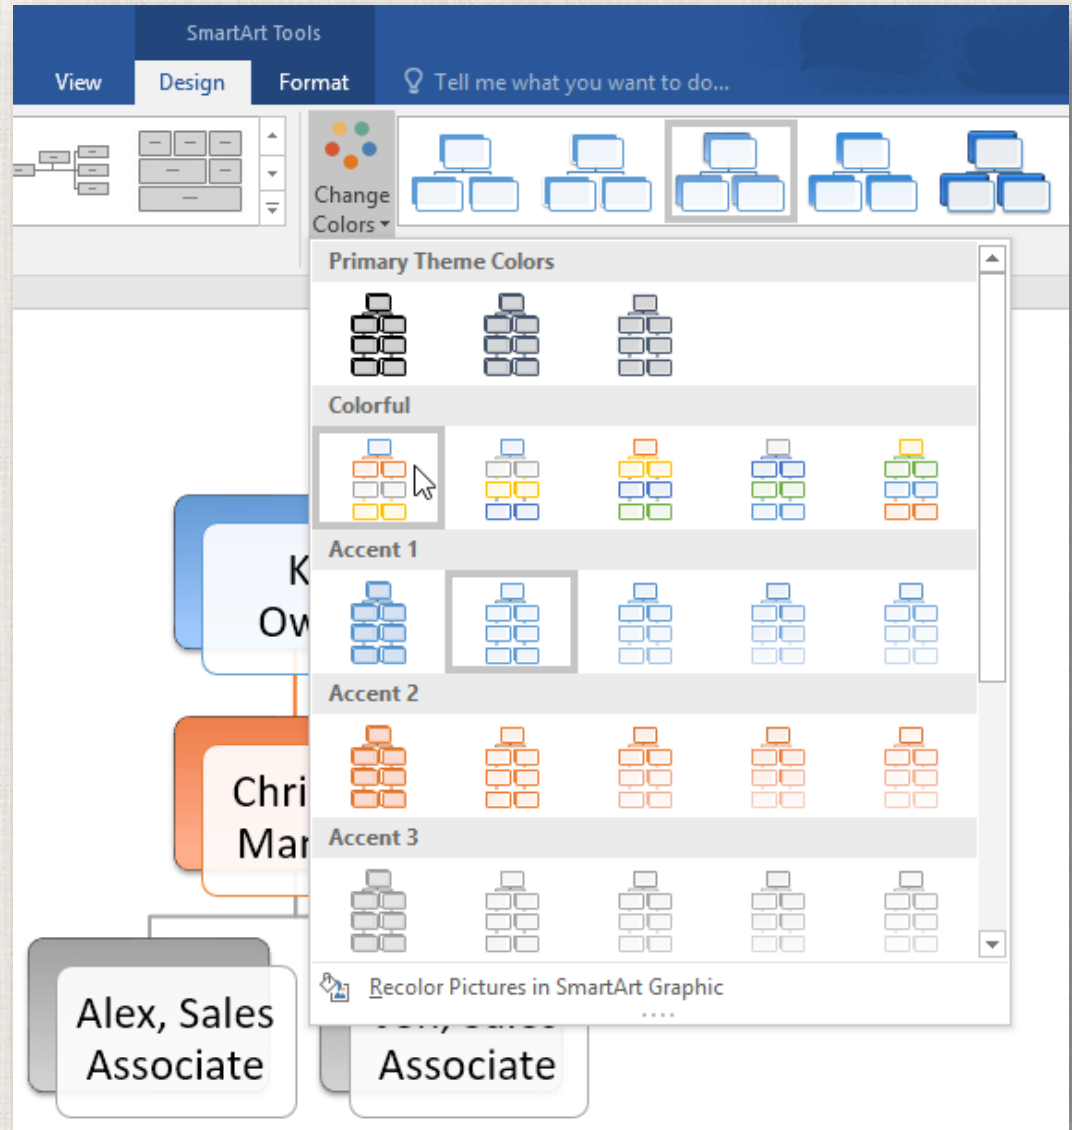 SmartArt Tools
View Design Format Tell me what you want to do...
Change
Colors
Primary Theme Colors
Colorful
Accent 1
Accent 2
Accent 3
Recolor Pictures in SmartArt Graphic
Alex, Sales
Associate
Associate